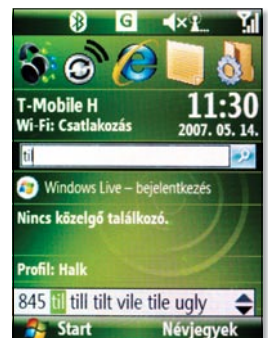 G
T-Mobile H 11:30
Wi-Fi: Csatlakozás 2007. 05. 14.
til
Windows Live – bejelentkezés
Nincs közelgő találkozó.
Profil: Halk
845 til till tilt vile tile ugly
Start Névjegyek